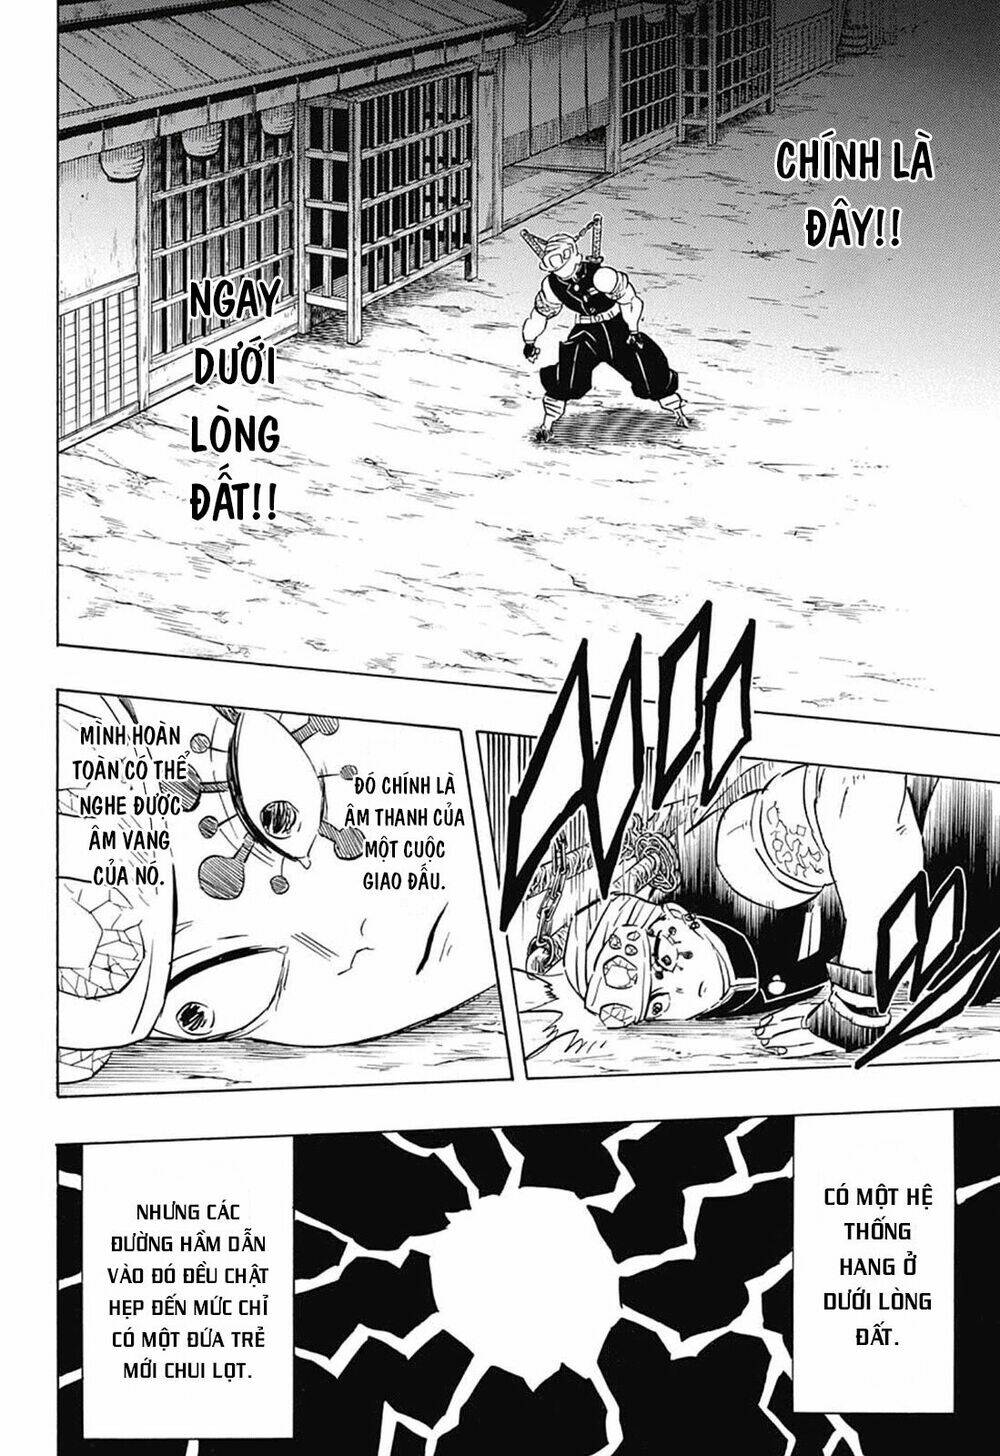 CHÍNH LÀ
ĐÂY!!
NGAY
DƯỚI
LÒNG
ĐẤT!!
ĐÓ CHÍNH LÀ
ÂM THANH CỦA
MỘT CUỘC
GIAO ĐẤU.
MÌNH HOÀN
TOÀN CÓ THỂ
NGHE ĐƯỢC
ÂM VANG
CỦA NÓ.
CÓ MỘT HỆ
THỐNG
HANG Ở
DƯỚI LÒNG
ĐẤT.
NHƯNG CÁC
ĐƯỜNG HẦM DẪN
VÀO ĐÓ ĐỀU CHẬT
HẸP ĐẾN MỨC CHỈ
CÓ MỘT ĐỨA TRẺ
MỚI CHUI LỌT.